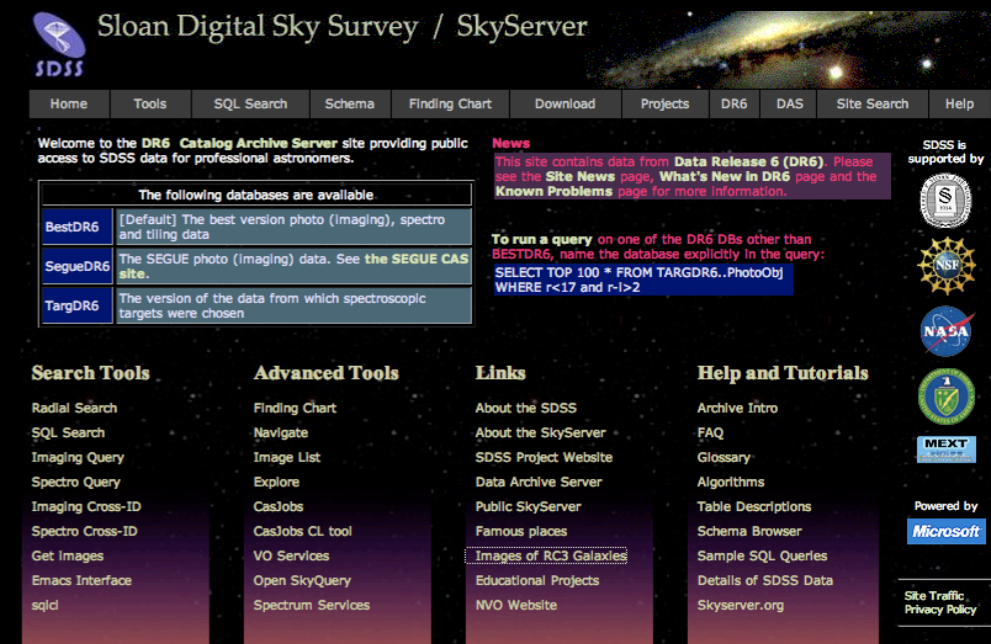 Sloan Digital Sky Survey / SkyServer
SDSS
Home Tools SQL Search Schema Finding Chart Download Projects DR6 DAS Site Search Help
Welcome to the DR6 Catalog Archive Server site providing public
access to SDSS data for professional astronomers.
The following databases are available
BestDR6
[Default] The best version photo (imaging), spectro
and tiling data
SegueDR6
The SEGUE photo (imaging) data. See the SEGUE CAS
site.
TargDR6
The version of the data from which spectroscopic
targets were chosen
News
This site contains data from Data Release 6 (DR6). Please
see the Site News page, What's New in DR6 page and the
Known Problems page for more information.
To run a query on one of the DR6 DBs other than
BESTDR6, name the database explicitly in the query:
SELECT TOP 100 * FROM TARGDR6..PhotoObj
WHERE r<17 and r-i>2
SDSS is
supported by
NSF
NASA
MEXT
Powered by
Microsoft
Site Traffic
Privacy Policy
Search Tools
Radial Search
SQL Search
Imaging Query
Spectro Query
Imaging Cross-ID
Spectro Cross-ID
Get Images
Emacs Interface
sqlcl
Advanced Tools
Finding Chart
Navigate
Image List
Explore
CasJobs
CasJobs CL tool
VO Services
Open SkyQuery
Spectrum Services
Links
About the SDSS
About the SkyServer
SDSS Project Website
Data Archive Server
Public SkyServer
Famous places
Images of RC3 Galaxies
Educational Projects
NVO Website
Help and Tutorials
Archive Intro
FAQ
Glossary
Algorithms
Table Descriptions
Schema Browser
Sample SQL Queries
Details of SDSS Data
Skyserver.org